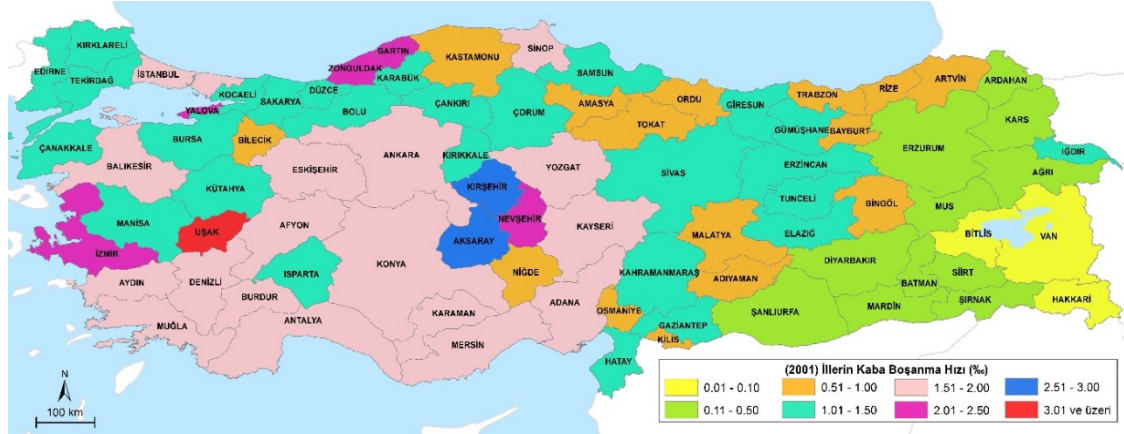 KIRKLARELİ
EDİRNE
TEKİRDAĞ
İSTANBUL
KOCAELİ
YALOVA
SAKARYA
DÜZCE
ZONGULDAK
BARTIN
KARABÜK
KASTAMONU
SİNOP
SAMSUN
BOLU
ÇANKIRI
ÇORUM
AMASYA
TOKAT
ORDU
GİRESUN
TRABZON
RİZE
ARTVİN
ARDAHAN
KARS
GÜMÜŞHANE
BAYBURT
ERZURUM
IĞDIR
AĞRI
ÇANAKKALE
BALIKESİR
BURSA
BİLECİK
ESKİŞEHİR
ANKARA
KIRIKKALE
YOZGAT
SİVAS
ERZİNCAN
TUNCELİ
BİNGÖL
MUŞ
BİTLİS
VAN
KÜTAHYA
MANİSA
UŞAK
AFYON
KIRŞEHİR
NEVŞEHİR
AKSARAY
KAYSERİ
MALATYA
ELAZIĞ
İZMİR
AYDIN
DENİZLİ
ISPARTA
BURDUR
KONYA
NİĞDE
KAHRAMANMARAŞ
ADIYAMAN
DİYARBAKIR
BATMAN
SİİRT
ŞIRNAK
HAKKARİ
MUĞLA
ANTALYA
KARAMAN
MERSİN
ADANA
OSMANİYE
GAZİANTEP
KİLİS
HATAY
ŞANLIURFA
MARDİN
N
100 km
(2001) İllerin Kaba Boşanma Hızı (‰)
0.01 - 0.10
0.51 - 1.00
1.51 - 2.00
2.51 - 3.00
0.11 - 0.50
1.01 - 1.50
2.01 - 2.50
3.01 ve üzeri